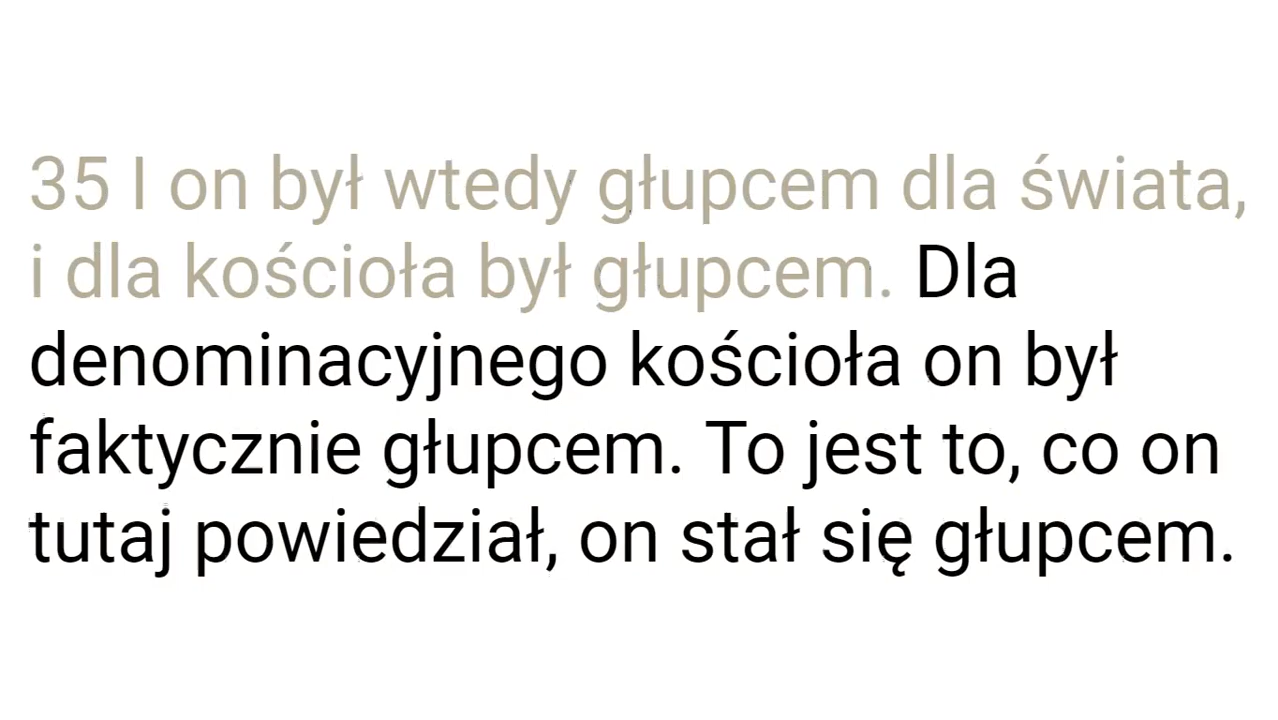 35 I on był wtedy głupcem dla świata,
i dla kościoła był głupcem. Dla
denominacyjnego kościoła on był
faktycznie głupcem. To jest to, co on
tutaj powiedział, on stał się głupcem.